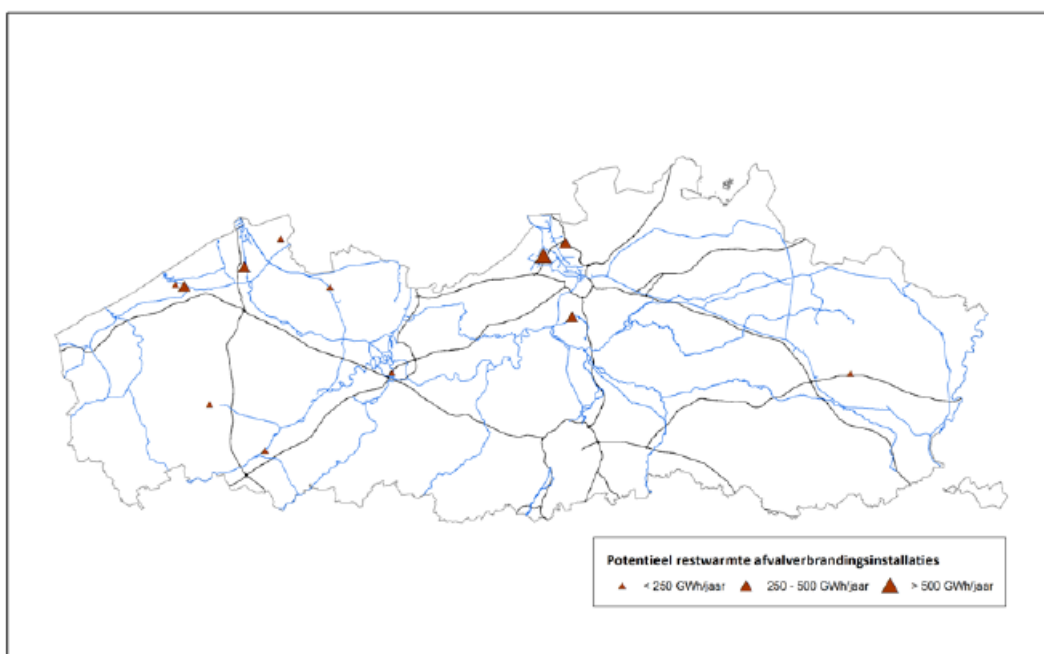 Potentieel restwarmte afvalverbrandingsinstallaties
< 250 GWh/jaar 250 - 500 GWh/jaar > 500 GWh/jaar